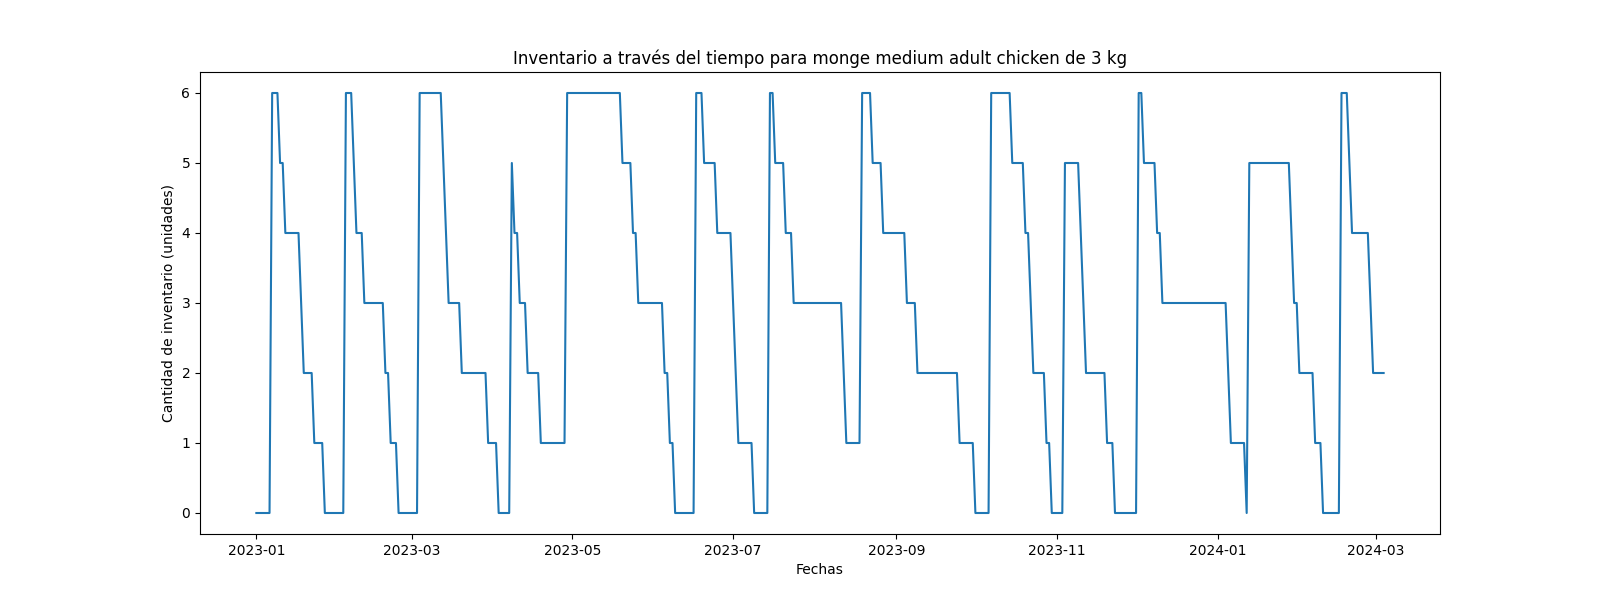 Inventario a través del tiempo para monge medium adult chicken de 3 kg
Cantidad de inventario (unidades)
6
5
4
3
2
1
0
2023-01 2023-03 2023-05 2023-07 2023-09 2023-11 2024-01 2024-03
Fechas